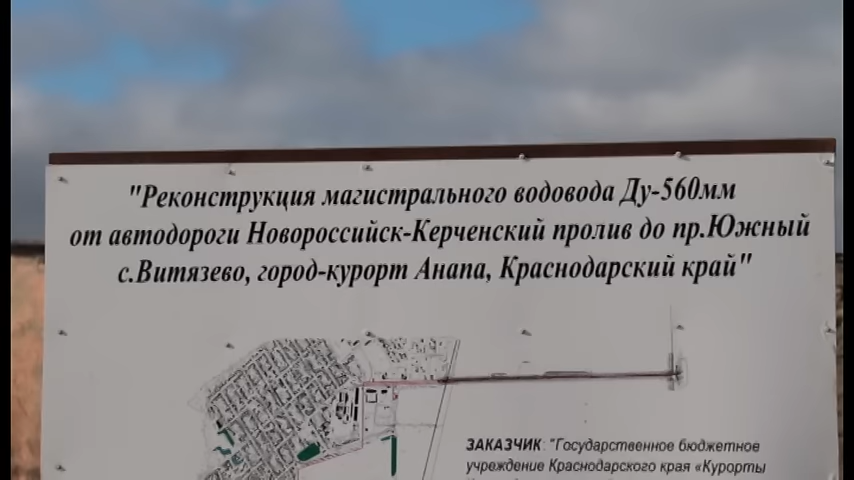 "Реконструкция магистрального водовода Ду-560мм
от автодороги Новороссийск-Керченский пролив до пр.Южный
с.Витязево, город-курорт Анапа, Краснодарский край"
ЗАКАЗЧИК: "Государственное бюджетное
учреждение Краснодарского края «Курорты